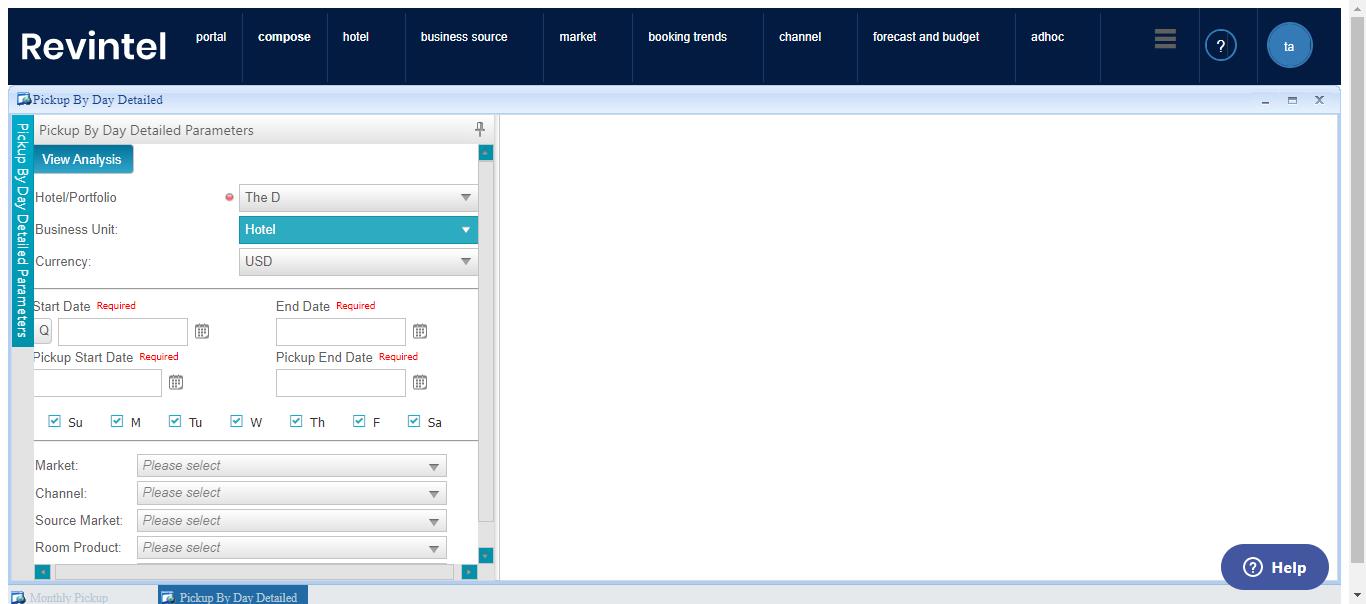 Revintel portal compose hotel business source market booking trends channel forecast and budget adhoc ? ta
Pickup By Day Detailed
Pickup By Day Detailed Parameters
Pickup By Day Detailed Parameters
View Analysis
Hotel/Portfolio The D
Business Unit: Hotel
Currency: USD
Start Date Required End Date Required
Q
Pickup Start Date Required Pickup End Date Required
Su M Tu W Th F Sa
Market: Please select
Channel: Please select
Source Market: Please select
Room Product: Please select
? Help
Monthly Pickup Pickup By Day Detailed